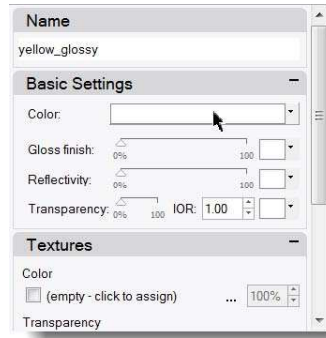 Name
yellow_glossy
Basic Settings
Color:
Gloss finish: 0% 100
Reflectivity: 0% 100
Transparency: 0% 100 IOR: 1.00
Textures
Color
(empty - click to assign) ... 100%
Transparency